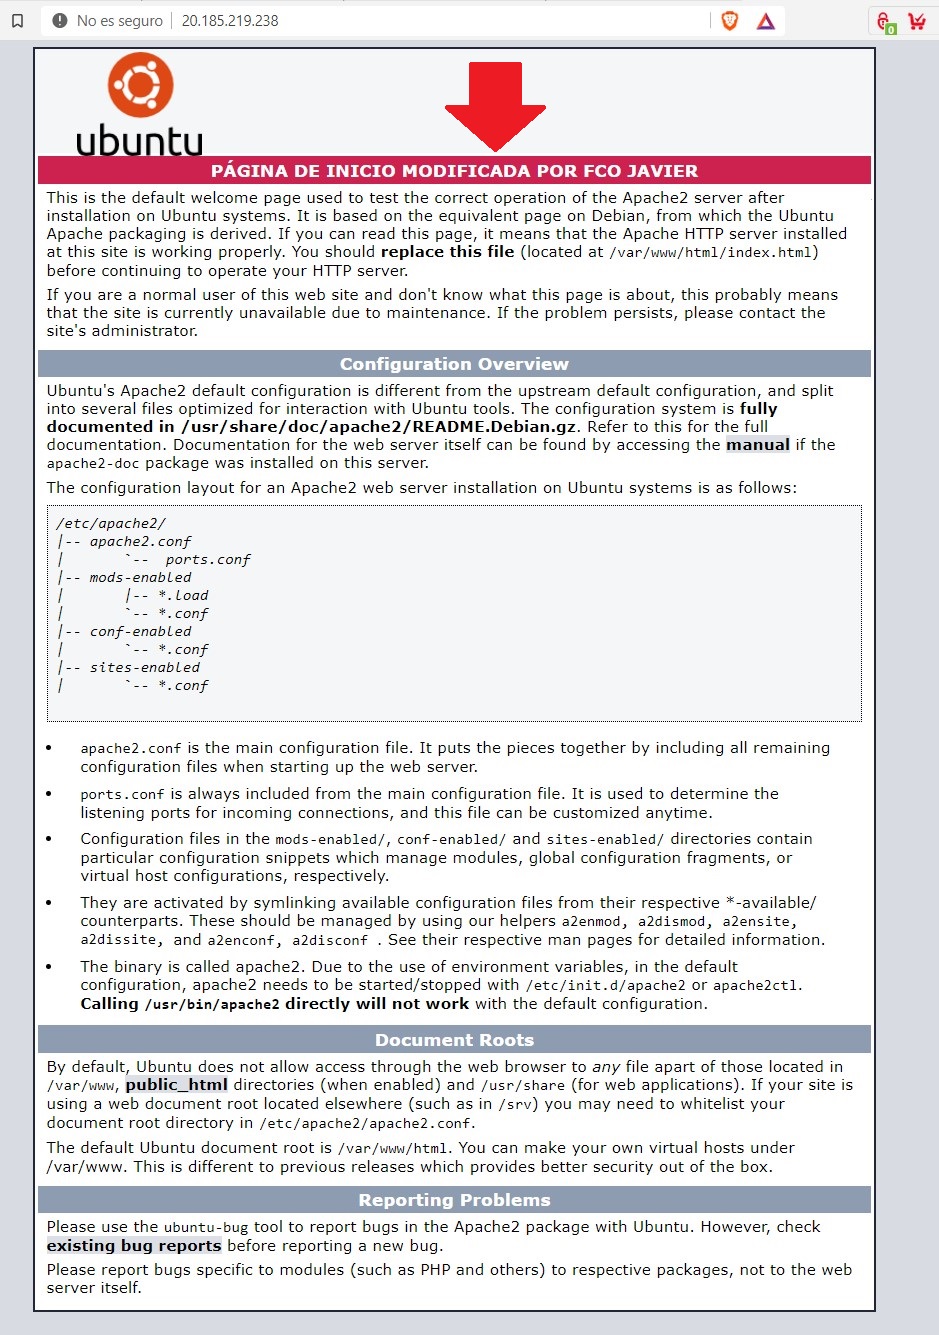 No es seguro 20.185.219.238
0
ubuntu
PÁGINA DE INICIO MODIFICADA POR FCO JAVIER
This is the default welcome page used to test the correct operation of the Apache2 server after
installation on Ubuntu systems. It is based on the equivalent page on Debian, from which the Ubuntu
Apache packaging is derived. If you can read this page, it means that the Apache HTTP server installed
at this site is working properly. You should replace this file (located at /var/www/html/index.html)
before continuing to operate your HTTP server.
If you are a normal user of this web site and don't know what this page is about, this probably means
that the site is currently unavailable due to maintenance. If the problem persists, please contact the
site's administrator.
Configuration Overview
Ubuntu's Apache2 default configuration is different from the upstream default configuration, and split
into several files optimized for interaction with Ubuntu tools. The configuration system is fully
documented in /usr/share/doc/apache2/README.Debian.gz. Refer to this for the full
documentation. Documentation for the web server itself can be found by accessing the manual if the
apache2-doc package was installed on this server.
The configuration layout for an Apache2 web server installation on Ubuntu systems is as follows:
/etc/apache2/
|-- apache2.conf
|       `--  ports.conf
|-- mods-enabled
|       |-- *.load
|       `-- *.conf
|-- conf-enabled
|       `-- *.conf
|-- sites-enabled
|       `-- *.conf
• apache2.conf is the main configuration file. It puts the pieces together by including all remaining
configuration files when starting up the web server.
• ports.conf is always included from the main configuration file. It is used to determine the
listening ports for incoming connections, and this file can be customized anytime.
• Configuration files in the mods-enabled/, conf-enabled/ and sites-enabled/ directories contain
particular configuration snippets which manage modules, global configuration fragments, or
virtual host configurations, respectively.
• They are activated by symlinking available configuration files from their respective *-available/
counterparts. These should be managed by using our helpers a2enmod, a2dismod, a2ensite,
a2dissite, and a2enconf, a2disconf . See their respective man pages for detailed information.
• The binary is called apache2. Due to the use of environment variables, in the default
configuration, apache2 needs to be started/stopped with /etc/init.d/apache2 or apache2ctl.
Calling /usr/bin/apache2 directly will not work with the default configuration.
Document Roots
By default, Ubuntu does not allow access through the web browser to any file apart of those located in
/var/www, public_html directories (when enabled) and /usr/share (for web applications). If your site is
using a web document root located elsewhere (such as in /srv) you may need to whitelist your
document root directory in /etc/apache2/apache2.conf.
The default Ubuntu document root is /var/www/html. You can make your own virtual hosts under
/var/www. This is different to previous releases which provides better security out of the box.
Reporting Problems
Please use the ubuntu-bug tool to report bugs in the Apache2 package with Ubuntu. However, check
existing bug reports before reporting a new bug.
Please report bugs specific to modules (such as PHP and others) to respective packages, not to the web
server itself.